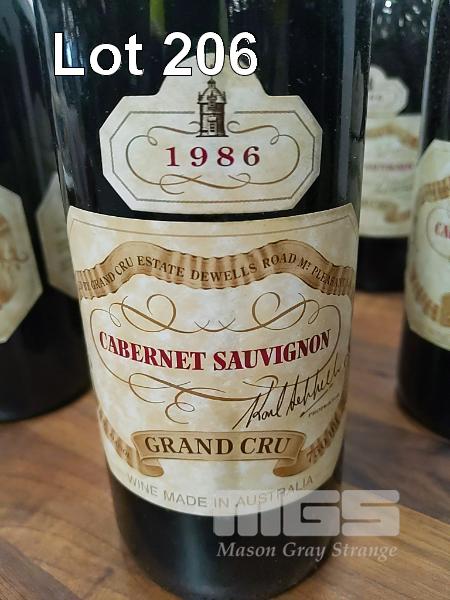 Lot 206
1986
GRAND CRU ESTATE DEWELLS ROAD MT PLEASANT
CABERNET SAUVIGNON
PROPRIETOR
GRAND CRU
WINE MADE IN AUSTRALIA
MGS
Mason Gray Strange